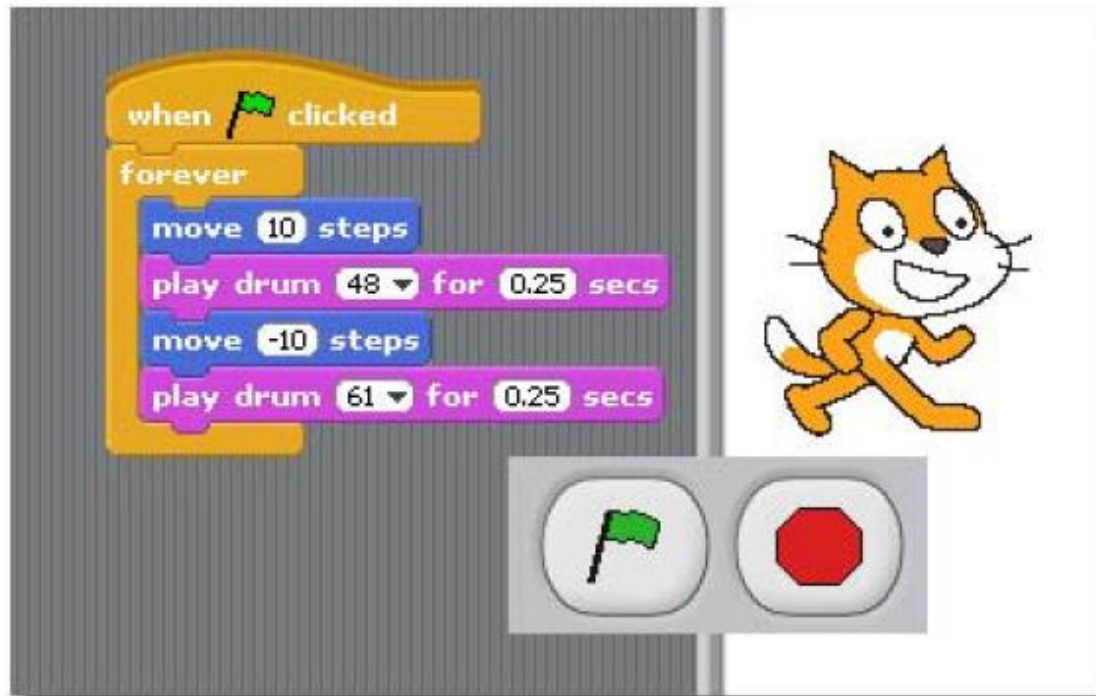 when clicked
forever
move 10 steps
play drum 48 for 0.25 secs
move -10 steps
play drum 61 for 0.25 secs